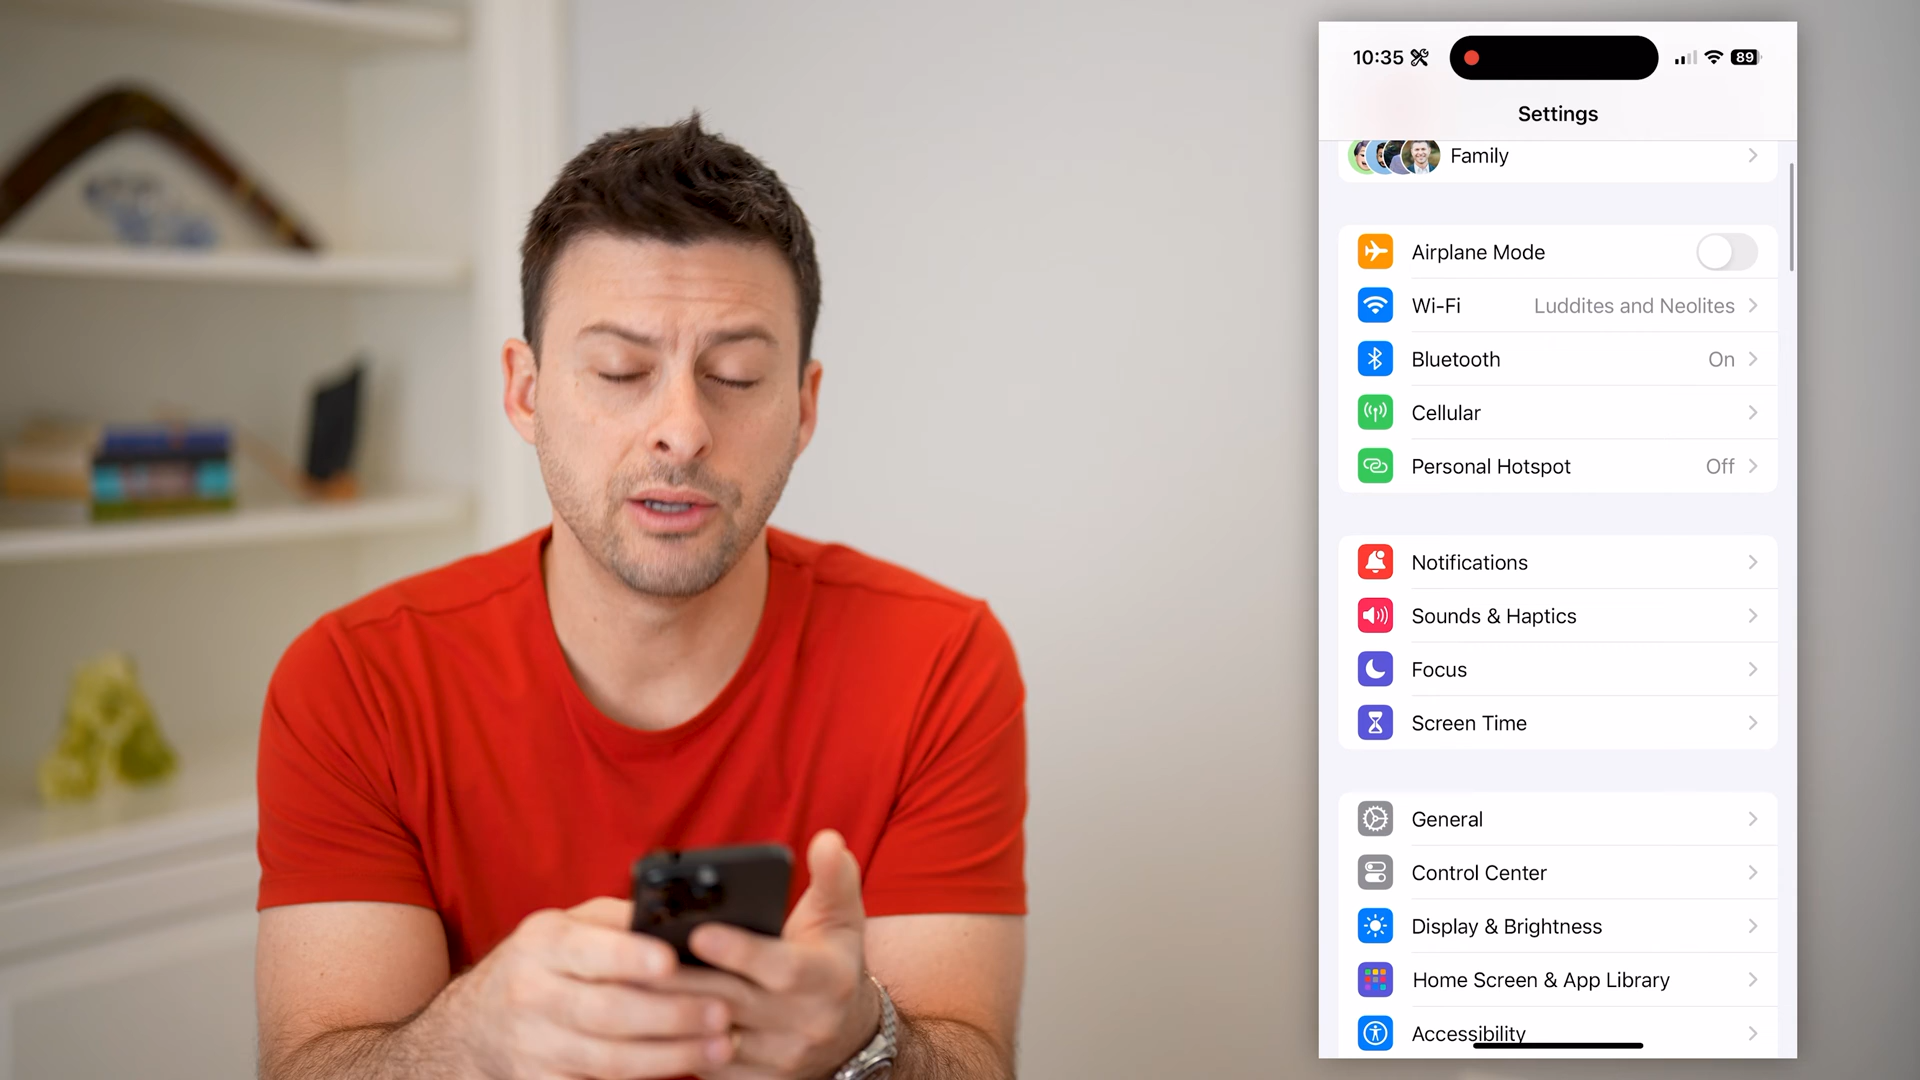 10:35
89
Settings
Family
Airplane Mode
Wi-Fi Luddites and Neolites
Bluetooth On
Cellular
Personal Hotspot Off
Notifications
Sounds & Haptics
Focus
Screen Time
General
Control Center
Display & Brightness
Home Screen & App Library
Accessibility